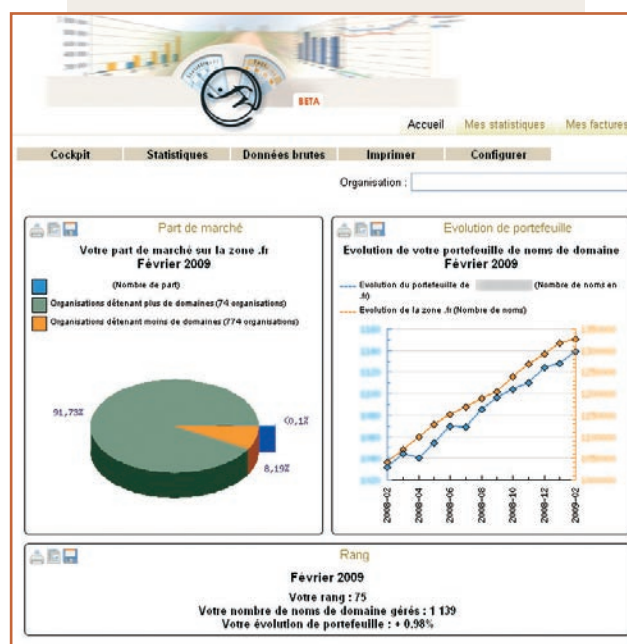 BETA
Accueil Mes statistiques Mes factures
Cockpit Statistiques Données brutes Imprimer Configurer
Organisation :
Part de marché
Votre part de marché sur la zone .fr
Février 2009
(Nombre de part)
Organisations détenant plus de domaines (74 organisations)
Organisations détenant moins de domaines (774 organisations)
91,73%
<0,1%
8,19%
Evolution de portefeuille
Evolution de votre portefeuille de noms de domaine
Février 2009
Evolution du portefeuille de (Nombre de noms en
.fr)
Evolution de la zone .fr (Nombre de noms)
2008-02
2008-04
2008-06
2008-08
2008-10
2008-12
2009-02
Rang
Février 2009
Votre rang : 75
Votre nombre de noms de domaine gérés : 1 139
Votre évolution de portefeuille : + 0.98%